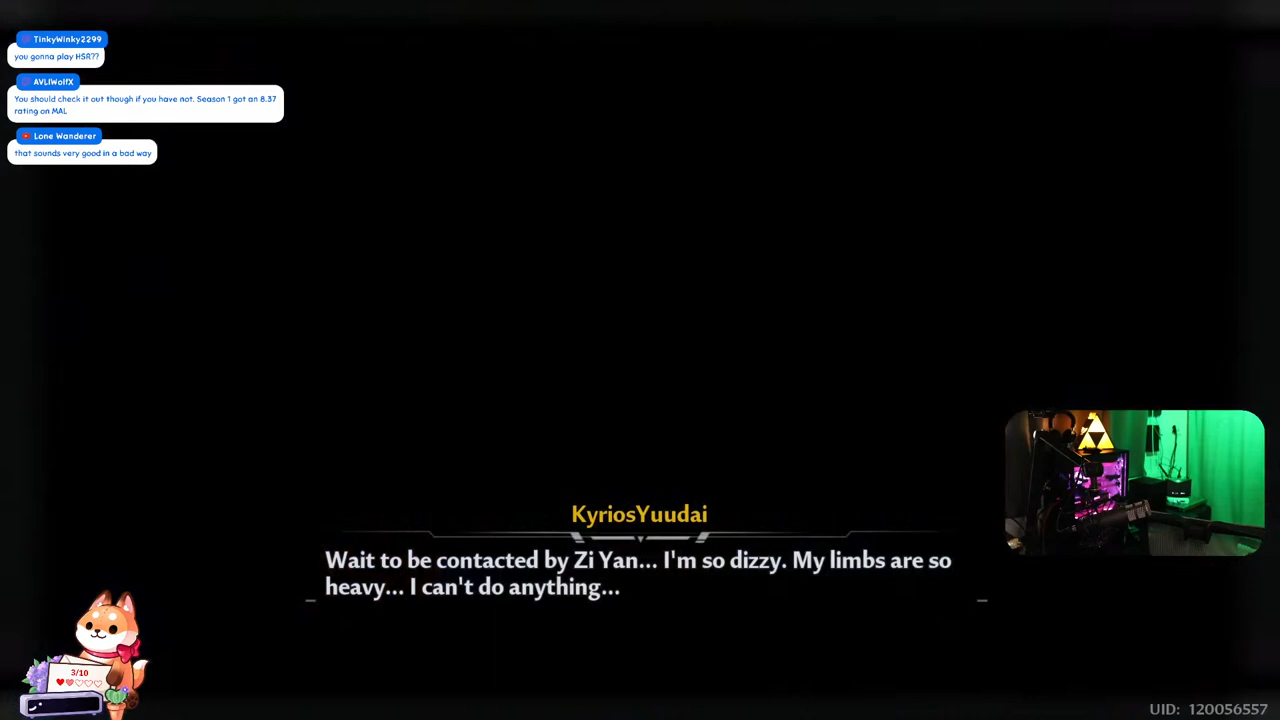 TinkyWinky2299
you gonna play HSR??
AVLIWolfX
You should check it out though if you have not. Season 1 got an 8.37
rating on MAL
Lone Wanderer
that sounds very good in a bad way
KyriosYuudai
Wait to be contacted by Zi Yan... I'm so dizzy. My limbs are so
heavy... I can't do anything...
3/10
UID: 120056557